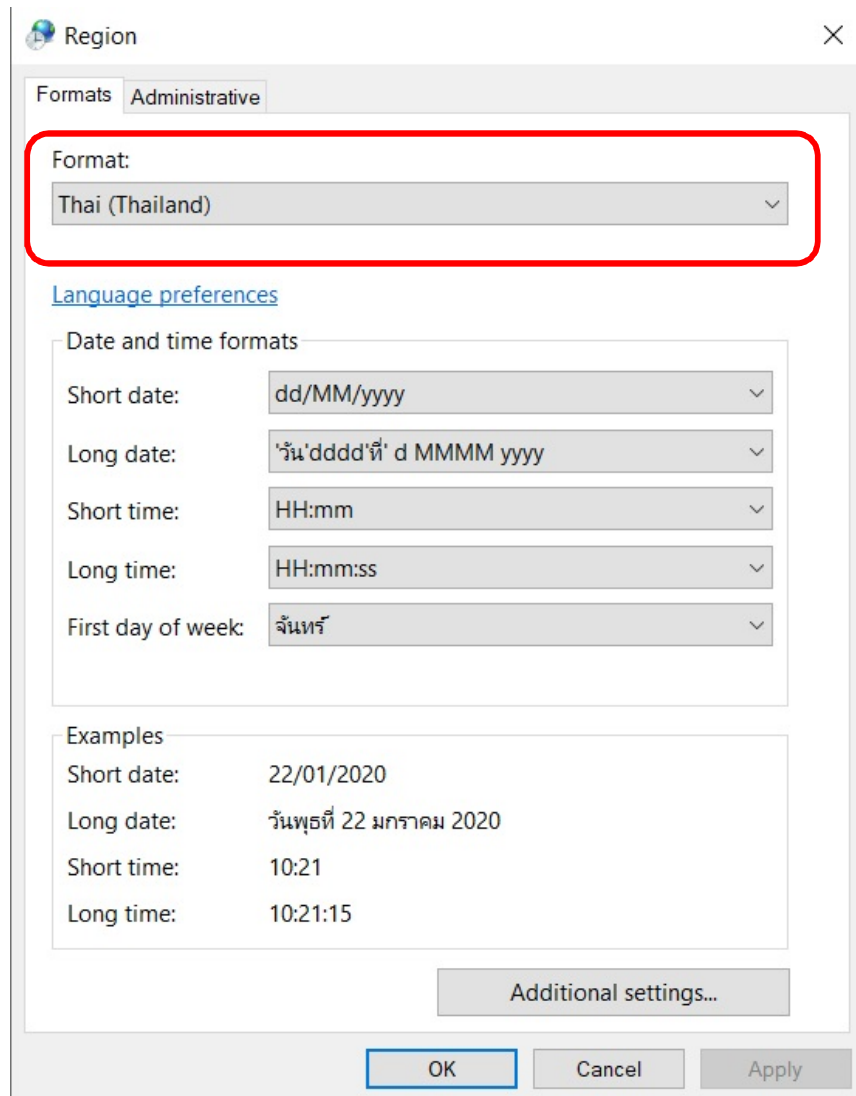 Region
Formats Administrative
Format:
Thai (Thailand)
Language preferences
Date and time formats
Short date: dd/MM/yyyy
Long date: 'วัน'dddd'ที่' d MMMM yyyy
Short time: HH:mm
Long time: HH:mm:ss
First day of week: จันทร์
Examples
Short date: 22/01/2020
Long date: วันพุธที่ 22 มกราคม 2020
Short time: 10:21
Long time: 10:21:15
Additional settings...
OK Cancel Apply